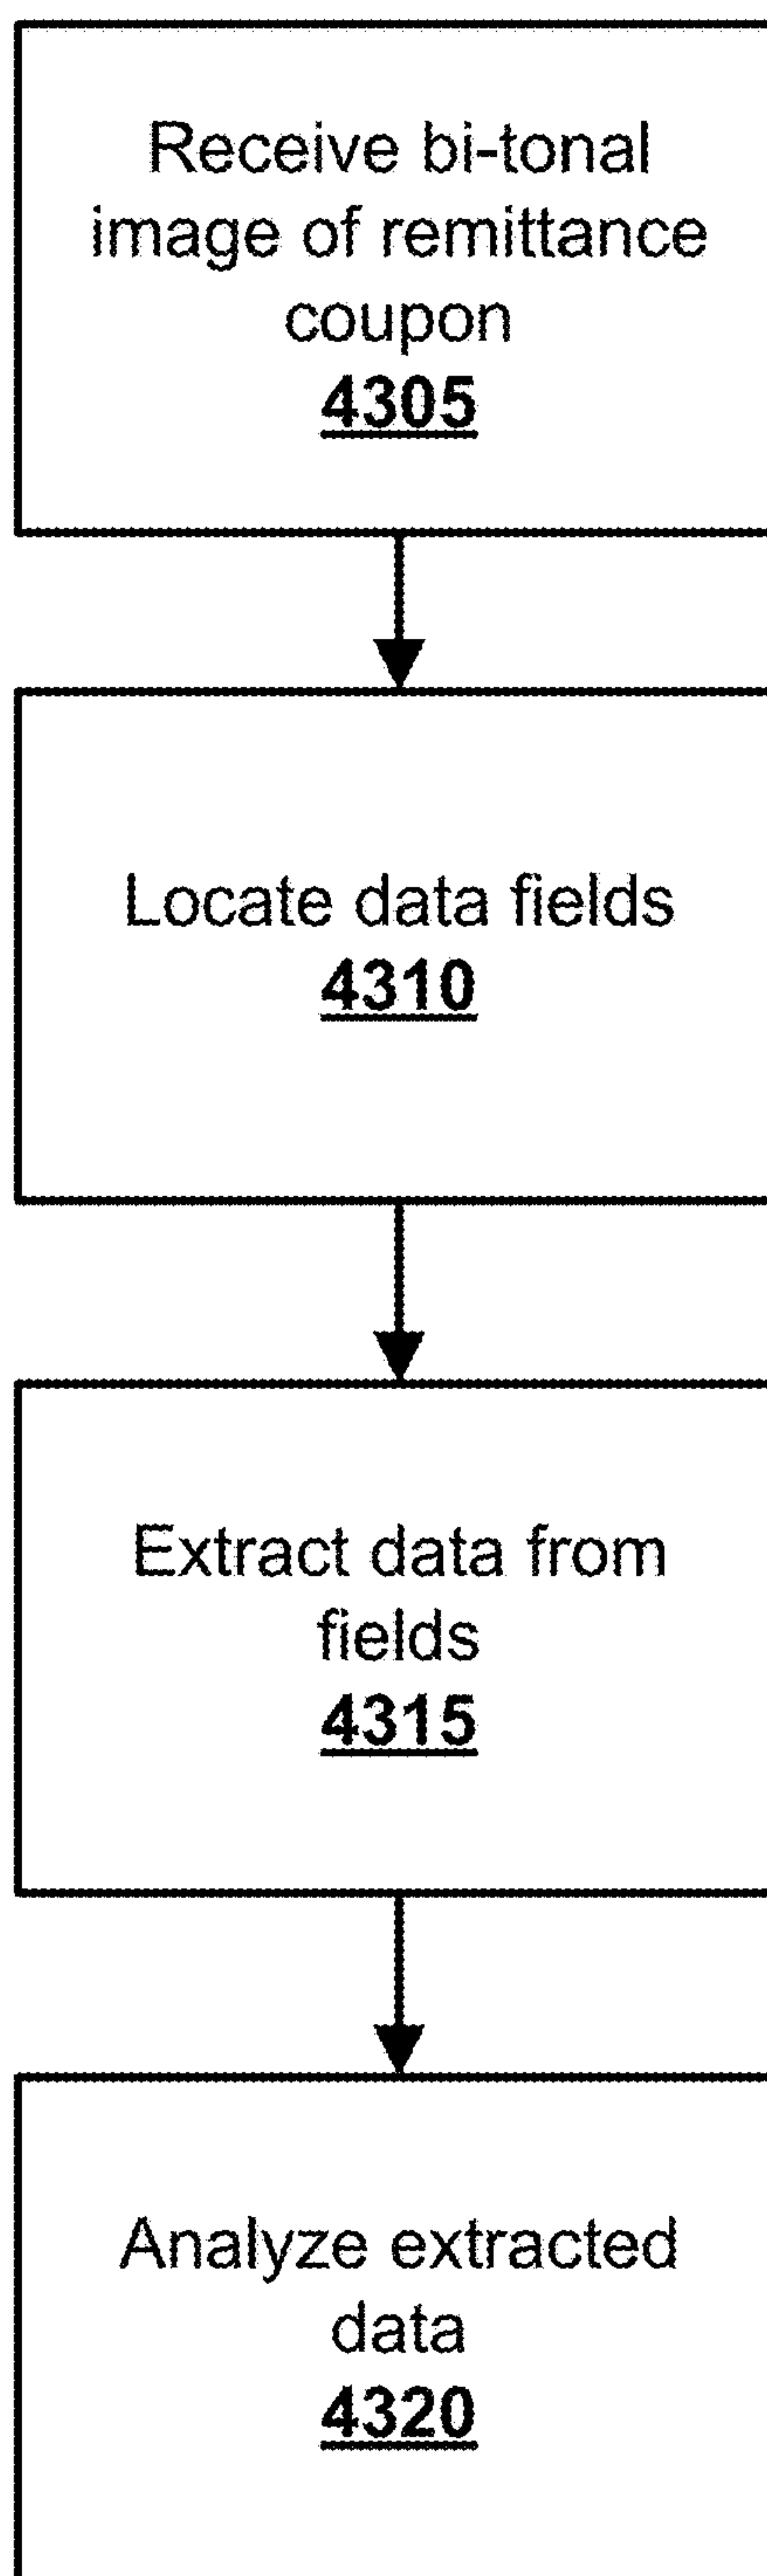 Receive bi-tonal
image of remittance
coupon
4305
Locate data fields
4310
Extract data from
fields
4315
Analyze extracted
data
4320